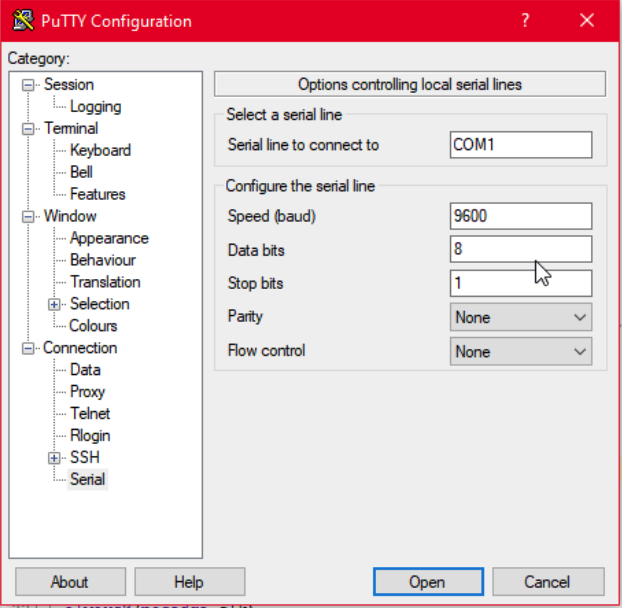 PuTTY Configuration
?
Category:
Session
Logging
Terminal
Keyboard
Bell
Features
Window
Appearance
Behaviour
Translation
Selection
Colours
Connection
Data
Proxy
Telnet
Rlogin
SSH
Serial
Options controlling local serial lines
Select a serial line
Serial line to connect to COM1
Configure the serial line
Speed (baud) 9600
Data bits 8
Stop bits 1
Parity None
Flow control None
About Help Open Cancel